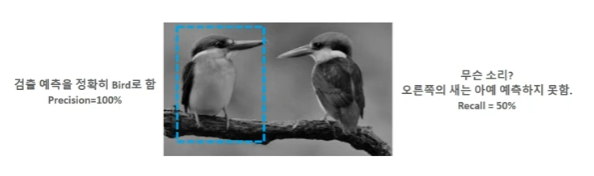 검출 예측을 정확히 Bird로 함
Precision=100%
무슨 소리?
오른쪽의 새는 아예 예측하지 못함.
Recall = 50%